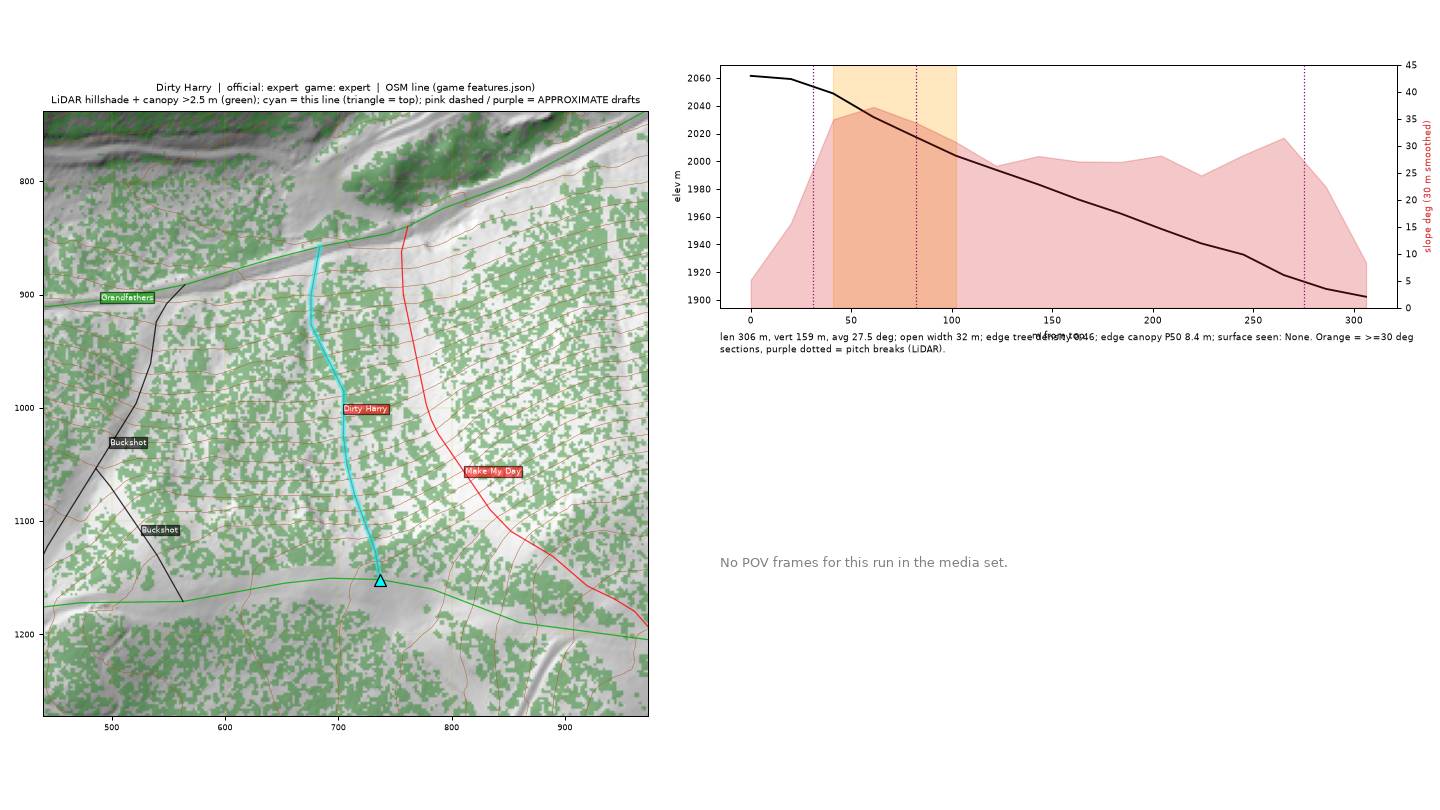 Dirty Harry | official: expert game: expert | OSM line (game features.json)
LiDAR hillshade + canopy >2.5 m (green); cyan = this line (triangle = top); pink dashed / purple = APPROXIMATE drafts
800
900
1000
1100
1200
500
600
700
800
900
Grandfathers
Buckshot
Buckshot
Dirty Harry
Make My Day
2060
2040
2020
2000
1980
1960
1940
1920
1900
elev m
0
50
100
150
200
250
300
m from top
45
40
35
30
25
20
15
10
5
0
slope deg (30 m smoothed)
len 306 m, vert 159 m, avg 27.5 deg; open width 32 m; edge tree density 0.46; edge canopy P50 8.4 m; surface seen: None. Orange = >=30 deg
sections, purple dotted = pitch breaks (LiDAR).
No POV frames for this run in the media set.